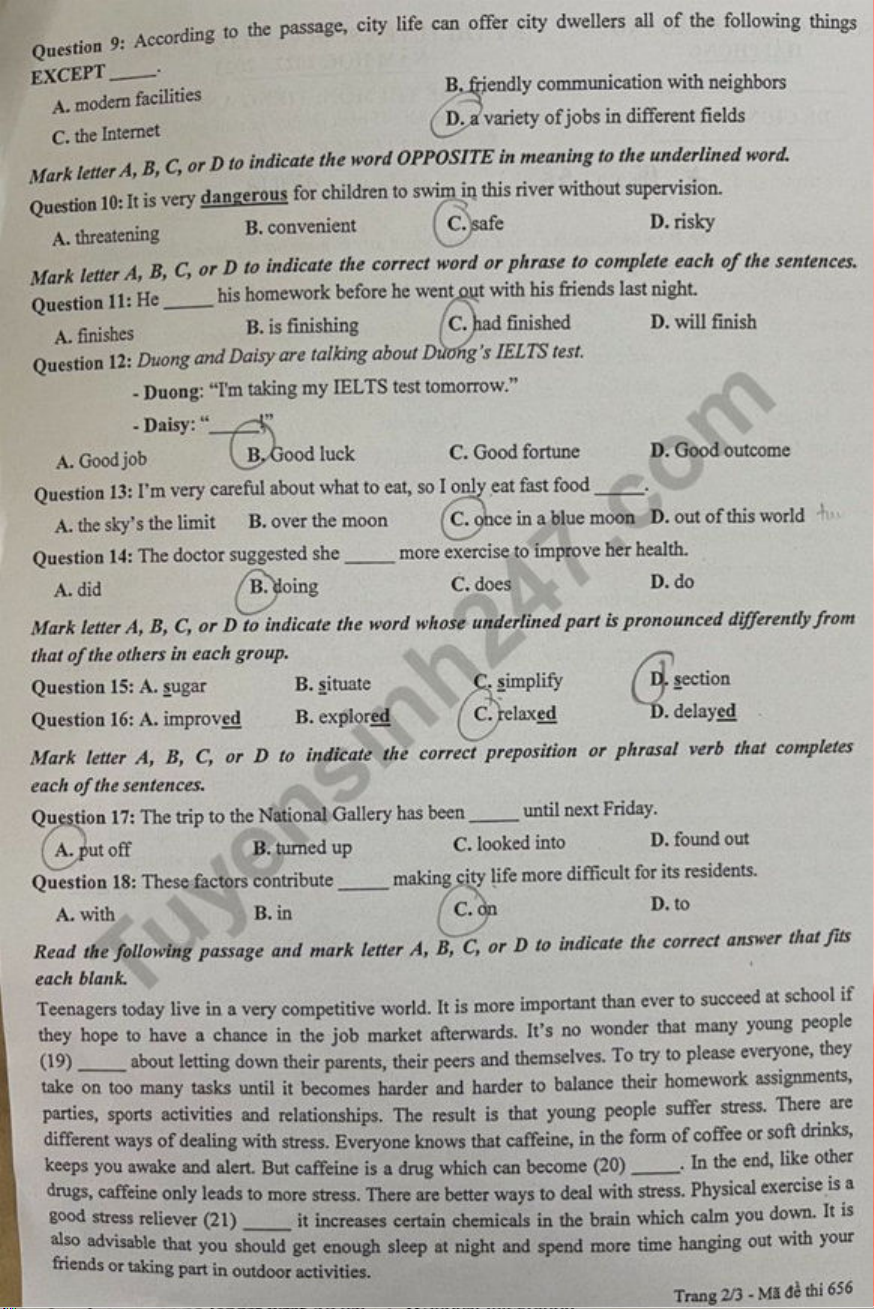 Question 9: According to the passage, city life can offer city dwellers all of the following things
EXCEPT _____.
A. modern facilities B. friendly communication with neighbors
C. the Internet D. a variety of jobs in different fields
Mark letter A, B, C, or D to indicate the word OPPOSITE in meaning to the underlined word.
Question 10: It is very dangerous for children to swim in this river without supervision.
A. threatening B. convenient C. safe D. risky
Mark letter A, B, C, or D to indicate the correct word or phrase to complete each of the sentences.
Question 11: He _____ his homework before he went out with his friends last night.
A. finishes B. is finishing C. had finished D. will finish
Question 12: Duong and Daisy are talking about Duong's IELTS test.
- Duong: “I'm taking my IELTS test tomorrow.”
- Daisy: “_____!”
A. Good job B. Good luck C. Good fortune D. Good outcome
Question 13: I'm very careful about what to eat, so I only eat fast food _____.
A. the sky's the limit B. over the moon C. once in a blue moon D. out of this world
Question 14: The doctor suggested she _____ more exercise to improve her health.
A. did B. doing C. does D. do
Mark letter A, B, C, or D to indicate the word whose underlined part is pronounced differently from
that of the others in each group.
Question 15: A. sugar B. situate C. simplify D. section
Question 16: A. improved B. explored C. relaxed D. delayed
Mark letter A, B, C, or D to indicate the correct preposition or phrasal verb that completes
each of the sentences.
Question 17: The trip to the National Gallery has been _____ until next Friday.
A. put off B. turned up C. looked into D. found out
Question 18: These factors contribute _____ making city life more difficult for its residents.
A. with B. in C. on D. to
Read the following passage and mark letter A, B, C, or D to indicate the correct answer that fits
each blank.
Teenagers today live in a very competitive world. It is more important than ever to succeed at school if
they hope to have a chance in the job market afterwards. It's no wonder that many young people
(19) _____ about letting down their parents, their peers and themselves. To try to please everyone, they
take on too many tasks until it becomes harder and harder to balance their homework assignments,
parties, sports activities and relationships. The result is that young people suffer stress. There are
different ways of dealing with stress. Everyone knows that caffeine, in the form of coffee or soft drinks,
keeps you awake and alert. But caffeine is a drug which can become (20) _____. In the end, like other
drugs, caffeine only leads to more stress. There are better ways to deal with stress. Physical exercise is a
good stress reliever (21) _____ it increases certain chemicals in the brain which calm you down. It is
also advisable that you should get enough sleep at night and spend more time hanging out with your
friends or taking part in outdoor activities.
Trang 2/3 - Mã đề thi 656
Tuyensinh247.com